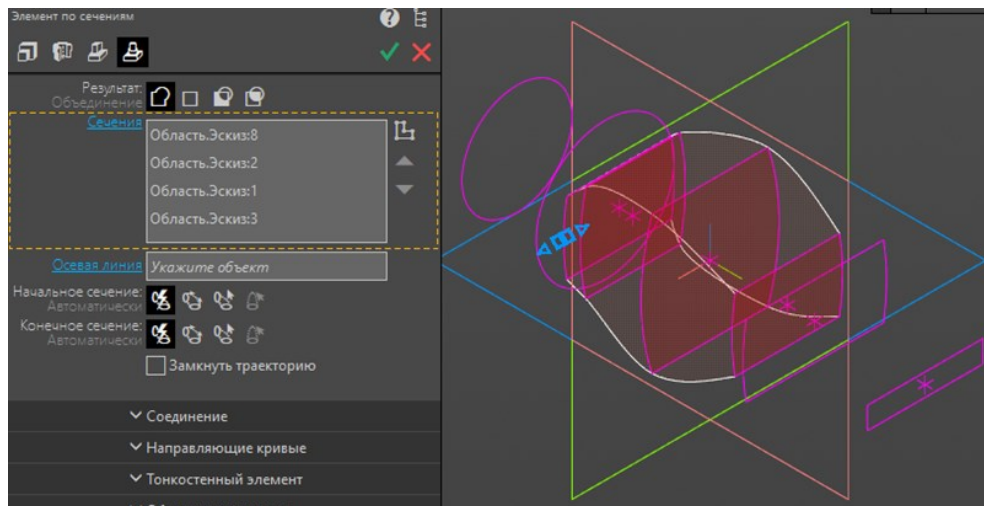 Элемент по сечениям
Результат:
Объединение
Сечения
Область.Эскиз:8
Область.Эскиз:2
Область.Эскиз:1
Область.Эскиз:3
Осевая линия
Укажите объект
Начальное сечение:
Автоматически
Конечное сечение:
Автоматически
Замкнуть траекторию
Соединение
Направляющие кривые
Тонкостенный элемент